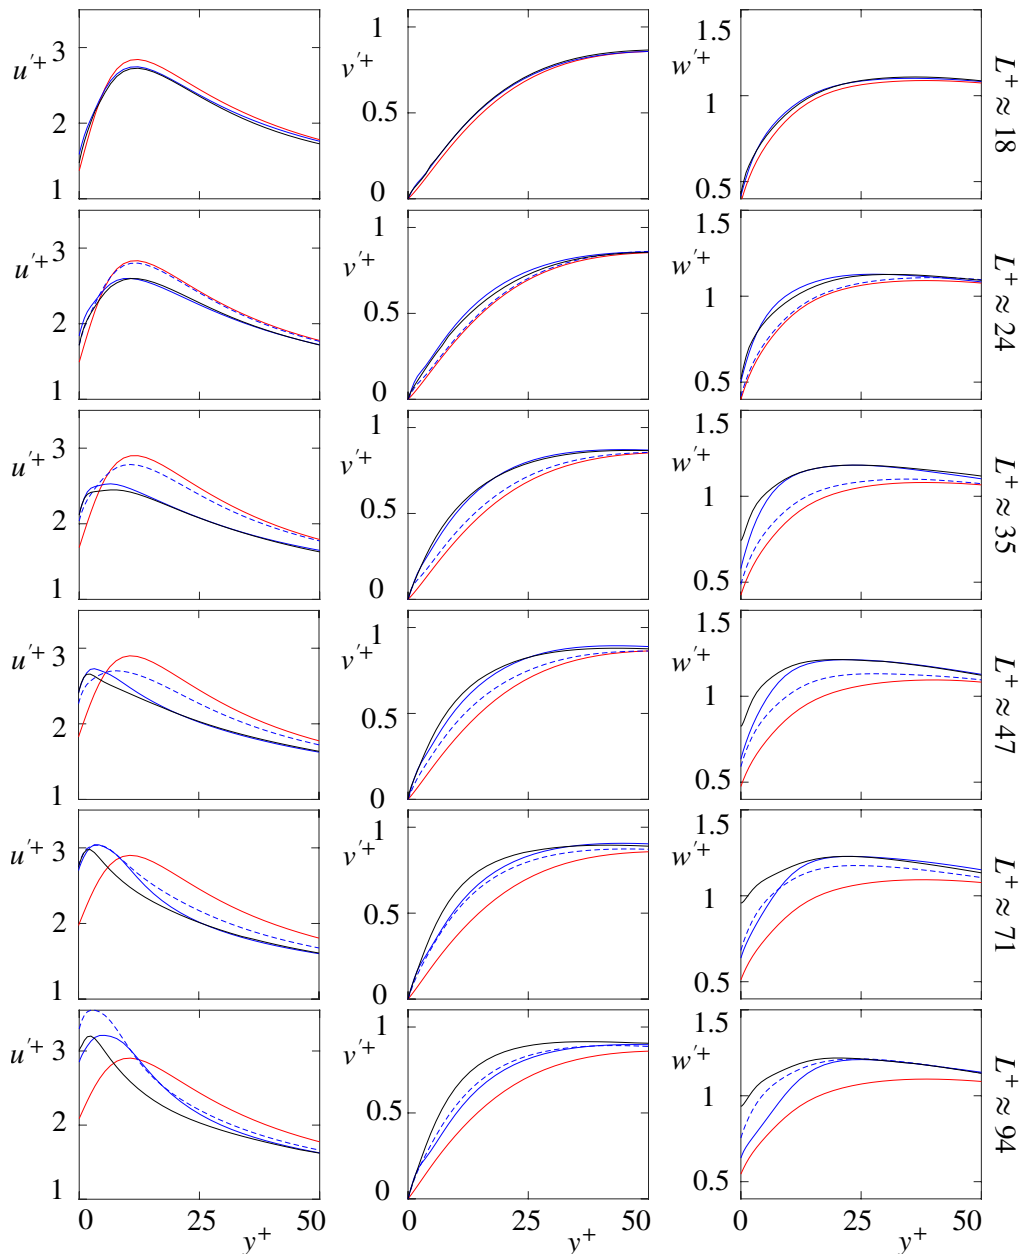 u'+ 3 2 1 v'+ 1 0.5 0 w'+ 1.5 1 0.5 L+ ≈ 18
u'+ 3 2 1 v'+ 1 0.5 0 w'+ 1.5 1 0.5 L+ ≈ 24
u'+ 3 2 1 v'+ 1 0.5 0 w'+ 1.5 1 0.5 L+ ≈ 35
u'+ 3 2 1 v'+ 1 0.5 0 w'+ 1.5 1 0.5 L+ ≈ 47
u'+ 3 2 1 v'+ 1 0.5 0 w'+ 1.5 1 0.5 L+ ≈ 71
u'+ 3 2 1 v'+ 1 0.5 0 w'+ 1.5 1 0.5 L+ ≈ 94
0 25 50 0 25 50 0 25 50
y+ y+ y+